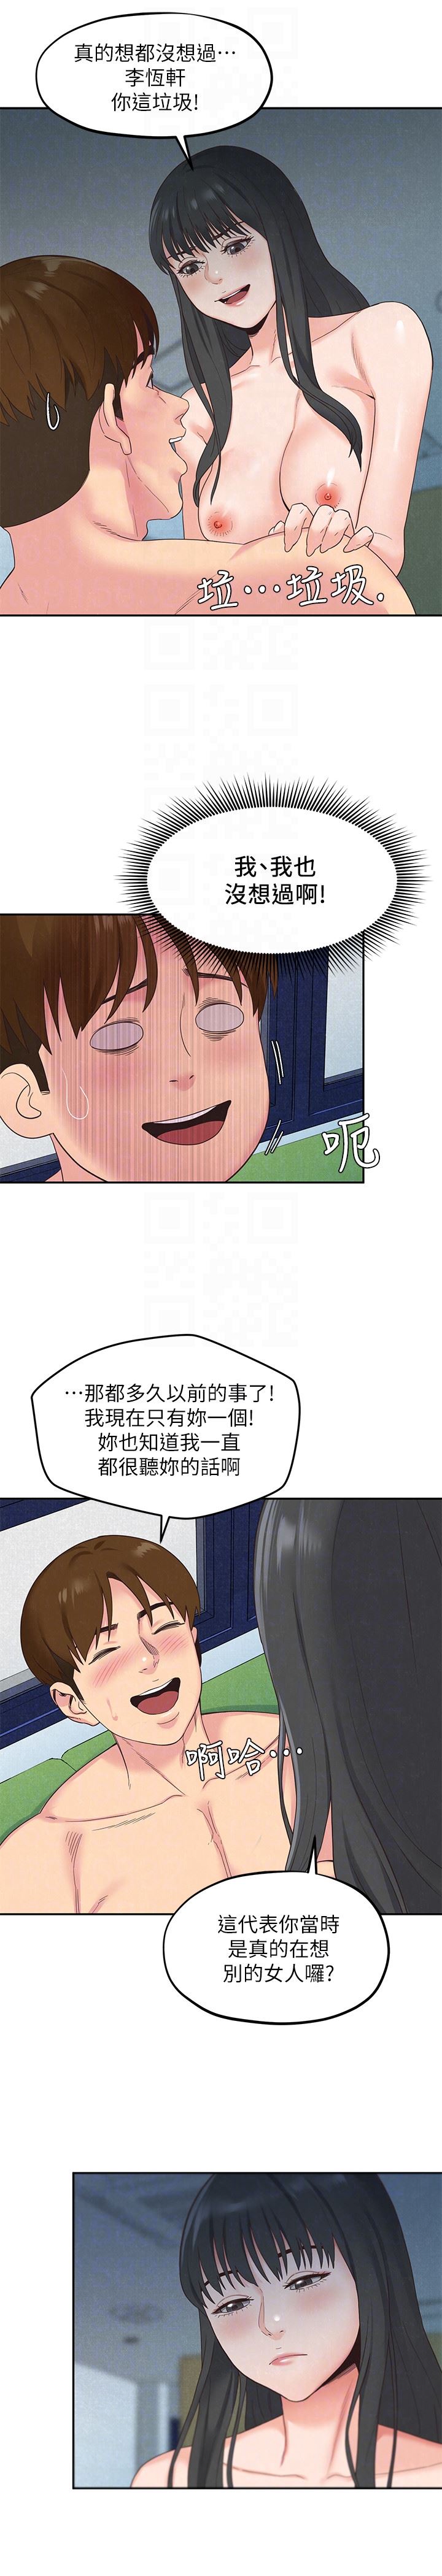 真的想都沒想過…
李恆軒
你這垃圾!
垃…垃圾.
我、我也
沒想過啊!
呃
…那都多久以前的事了!
我現在只有妳一個!
妳也知道我一直
都很聽妳的話啊
啊哈…
這代表你當時
是真的在想
別的女人囉?